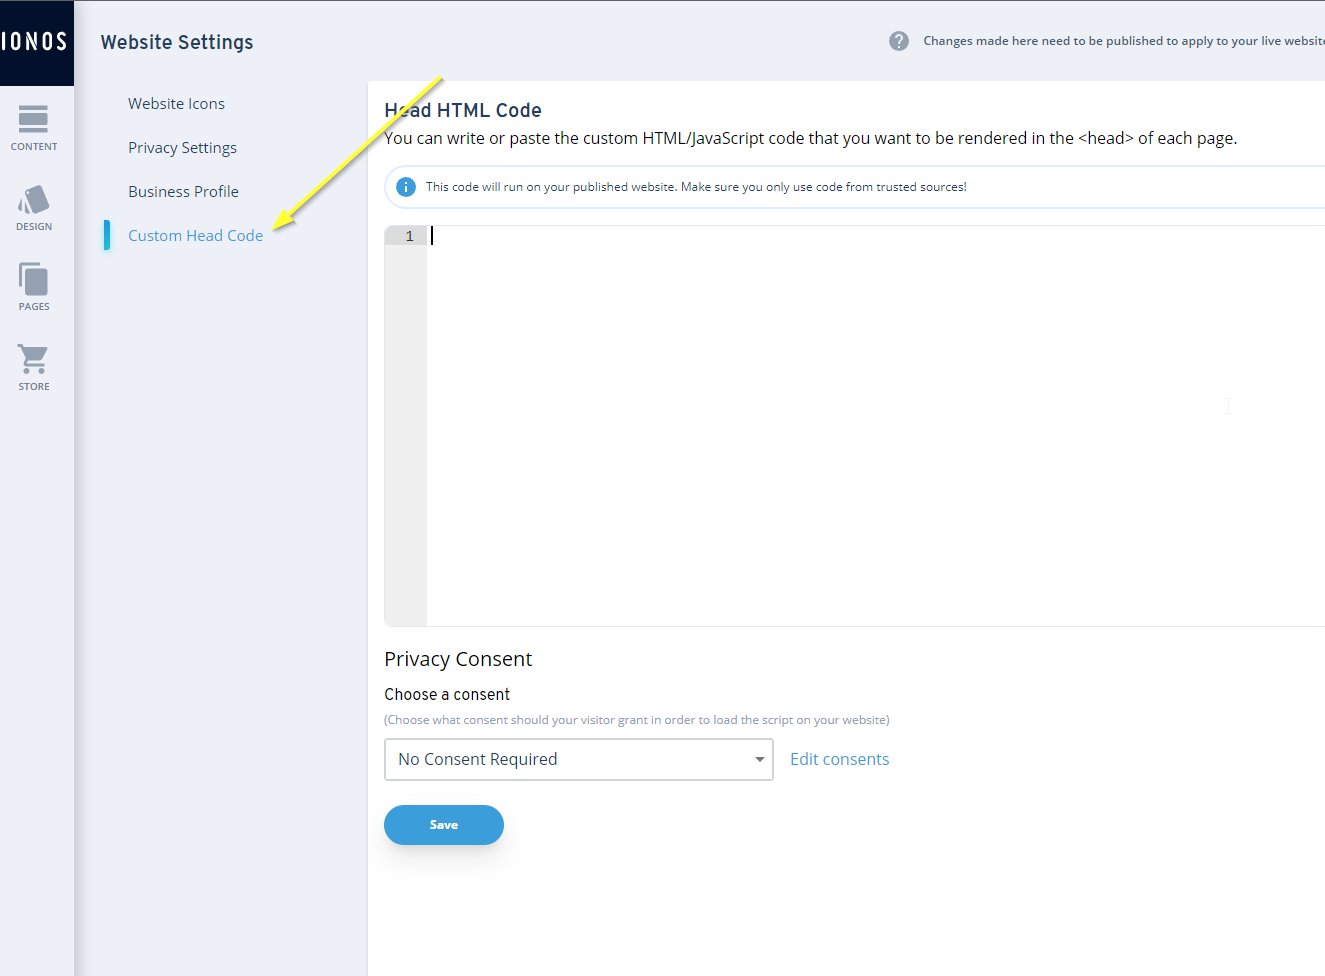 IONOS
Website Settings
Changes made here need to be published to apply to your live website
CONTENT
DESIGN
PAGES
STORE
Website Icons
Privacy Settings
Business Profile
Custom Head Code
Head HTML Code
You can write or paste the custom HTML/JavaScript code that you want to be rendered in the <head> of each page.
This code will run on your published website. Make sure you only use code from trusted sources!
1
Privacy Consent
Choose a consent
(Choose what consent should your visitor grant in order to load the script on your website)
No Consent Required
Edit consents
Save